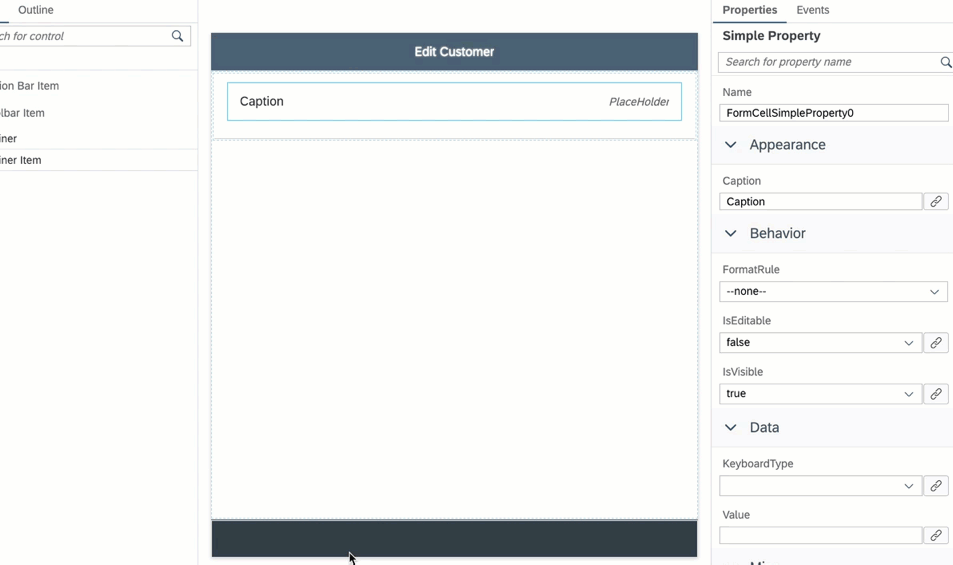 Outline
ch for control
ion Bar Item
lbar Item
iner
iner Item
Edit Customer
Caption
PlaceHolder
Properties
Events
Simple Property
Search for property name
Name
FormCellSimpleProperty0
Appearance
Caption
Caption
Behavior
FormatRule
--none--
IsEditable
false
IsVisible
true
Data
KeyboardType
Value